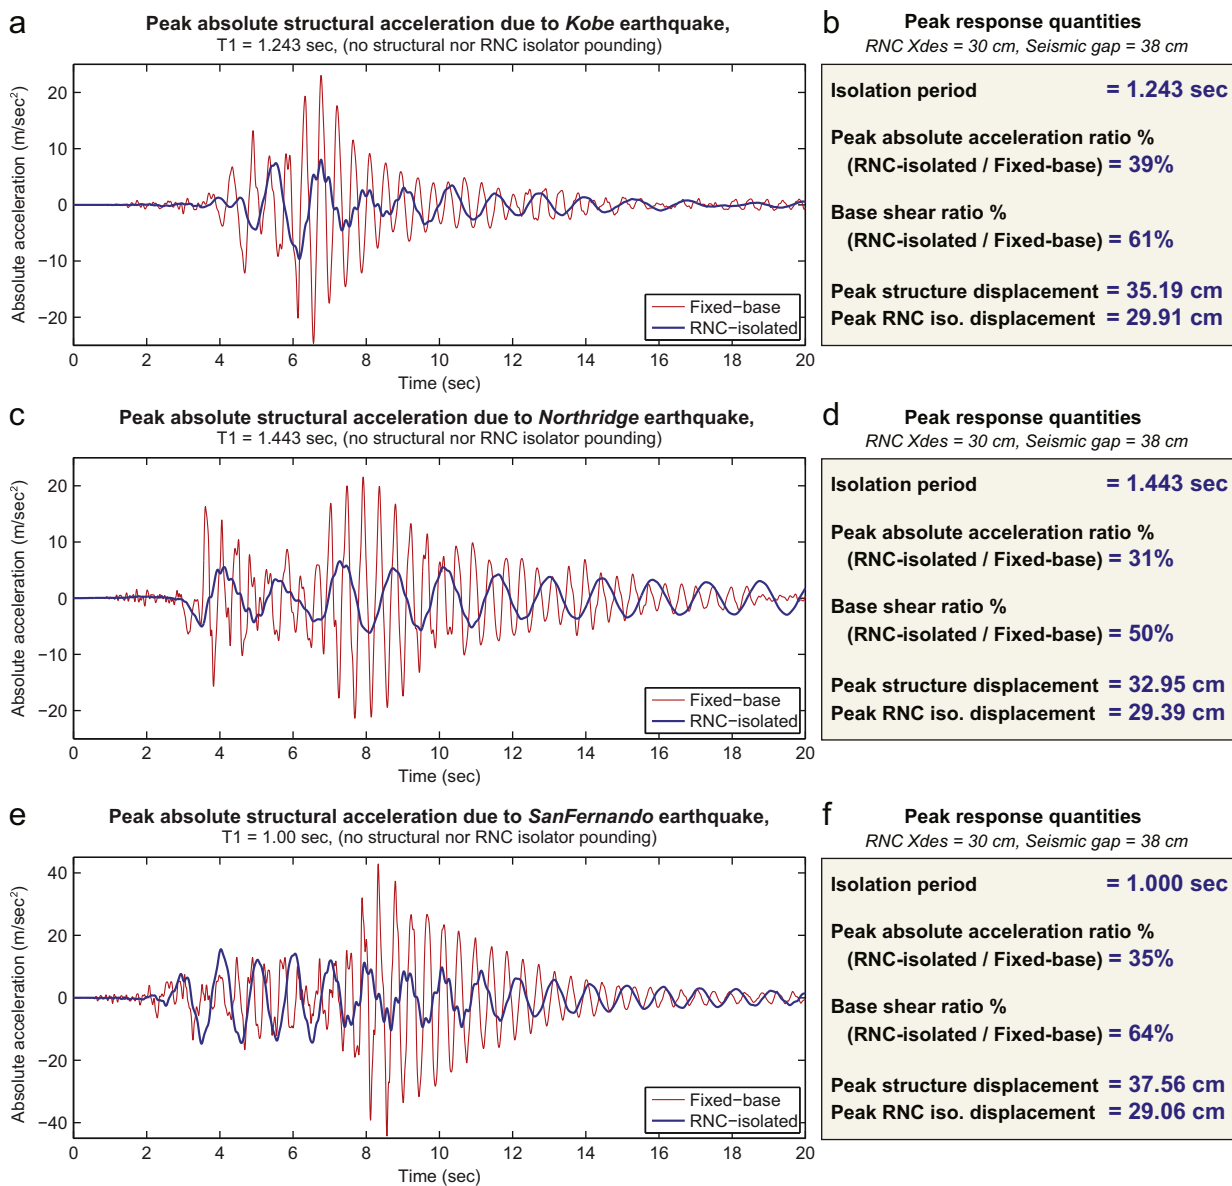 a
Peak absolute structural acceleration due to Kobe earthquake,
T1 = 1.243 sec, (no structural nor RNC isolator pounding)
Absolute acceleration (m/sec²)
20
10
0
−10
−20
Fixed−base
RNC−isolated
0 2 4 6 8 10 12 14 16 18 20
Time (sec)
b
Peak response quantities
RNC Xdes = 30 cm, Seismic gap = 38 cm
Isolation period = 1.243 sec
Peak absolute acceleration ratio %
(RNC-isolated / Fixed-base) = 39%
Base shear ratio %
(RNC-isolated / Fixed-base) = 61%
Peak structure displacement = 35.19 cm
Peak RNC iso. displacement = 29.91 cm
c
Peak absolute structural acceleration due to Northridge earthquake,
T1 = 1.443 sec, (no structural nor RNC isolator pounding)
Absolute acceleration (m/sec²)
20
10
0
−10
−20
Fixed−base
RNC−isolated
0 2 4 6 8 10 12 14 16 18 20
Time (sec)
d
Peak response quantities
RNC Xdes = 30 cm, Seismic gap = 38 cm
Isolation period = 1.443 sec
Peak absolute acceleration ratio %
(RNC-isolated / Fixed-base) = 31%
Base shear ratio %
(RNC-isolated / Fixed-base) = 50%
Peak structure displacement = 32.95 cm
Peak RNC iso. displacement = 29.39 cm
e
Peak absolute structural acceleration due to SanFernando earthquake,
T1 = 1.00 sec, (no structural nor RNC isolator pounding)
Absolute acceleration (m/sec²)
40
20
0
−20
−40
Fixed−base
RNC−isolated
0 2 4 6 8 10 12 14 16 18 20
Time (sec)
f
Peak response quantities
RNC Xdes = 30 cm, Seismic gap = 38 cm
Isolation period = 1.000 sec
Peak absolute acceleration ratio %
(RNC-isolated / Fixed-base) = 35%
Base shear ratio %
(RNC-isolated / Fixed-base) = 64%
Peak structure displacement = 37.56 cm
Peak RNC iso. displacement = 29.06 cm